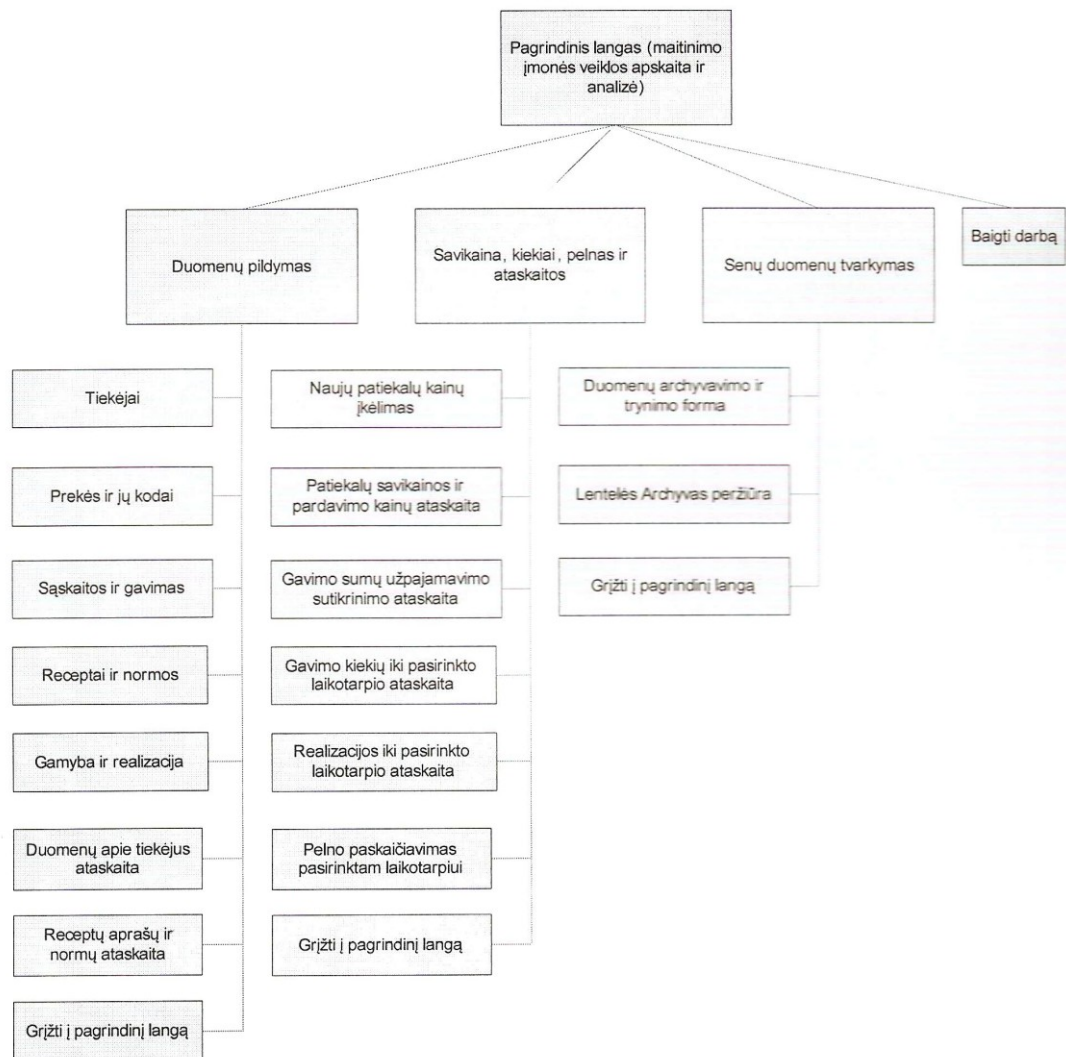 Pagrindinis langas (maitinimo
įmonės veiklos apskaita ir
analizė)
Duomenų pildymas
Savikaina, kiekiai, pelnas ir
ataskaitos
Senų duomenų tvarkymas
Baigti darbą
Tiekėjai
Prekės ir jų kodai
Sąskaitos ir gavimas
Receptai ir normos
Gamyba ir realizacija
Duomenų apie tiekėjus
ataskaita
Receptų aprašų ir
normų ataskaita
Grįžti į pagrindinį langą
Naujų patiekalų kainų
įkėlimas
Patiekalų savikainos ir
pardavimo kainų ataskaita
Gavimo sumų užpajamavimo
sutikrinimo ataskaita
Gavimo kiekių iki pasirinkto
laikotarpio ataskaita
Realizacijos iki pasirinkto
laikotarpio ataskaita
Pelno paskaičiavimas
pasirinktam laikotarpiui
Grįžti į pagrindinį langą
Duomenų archyvavimo ir
trynimo forma
Lentelės Archyvas peržiūra
Grįžti į pagrindinį langą